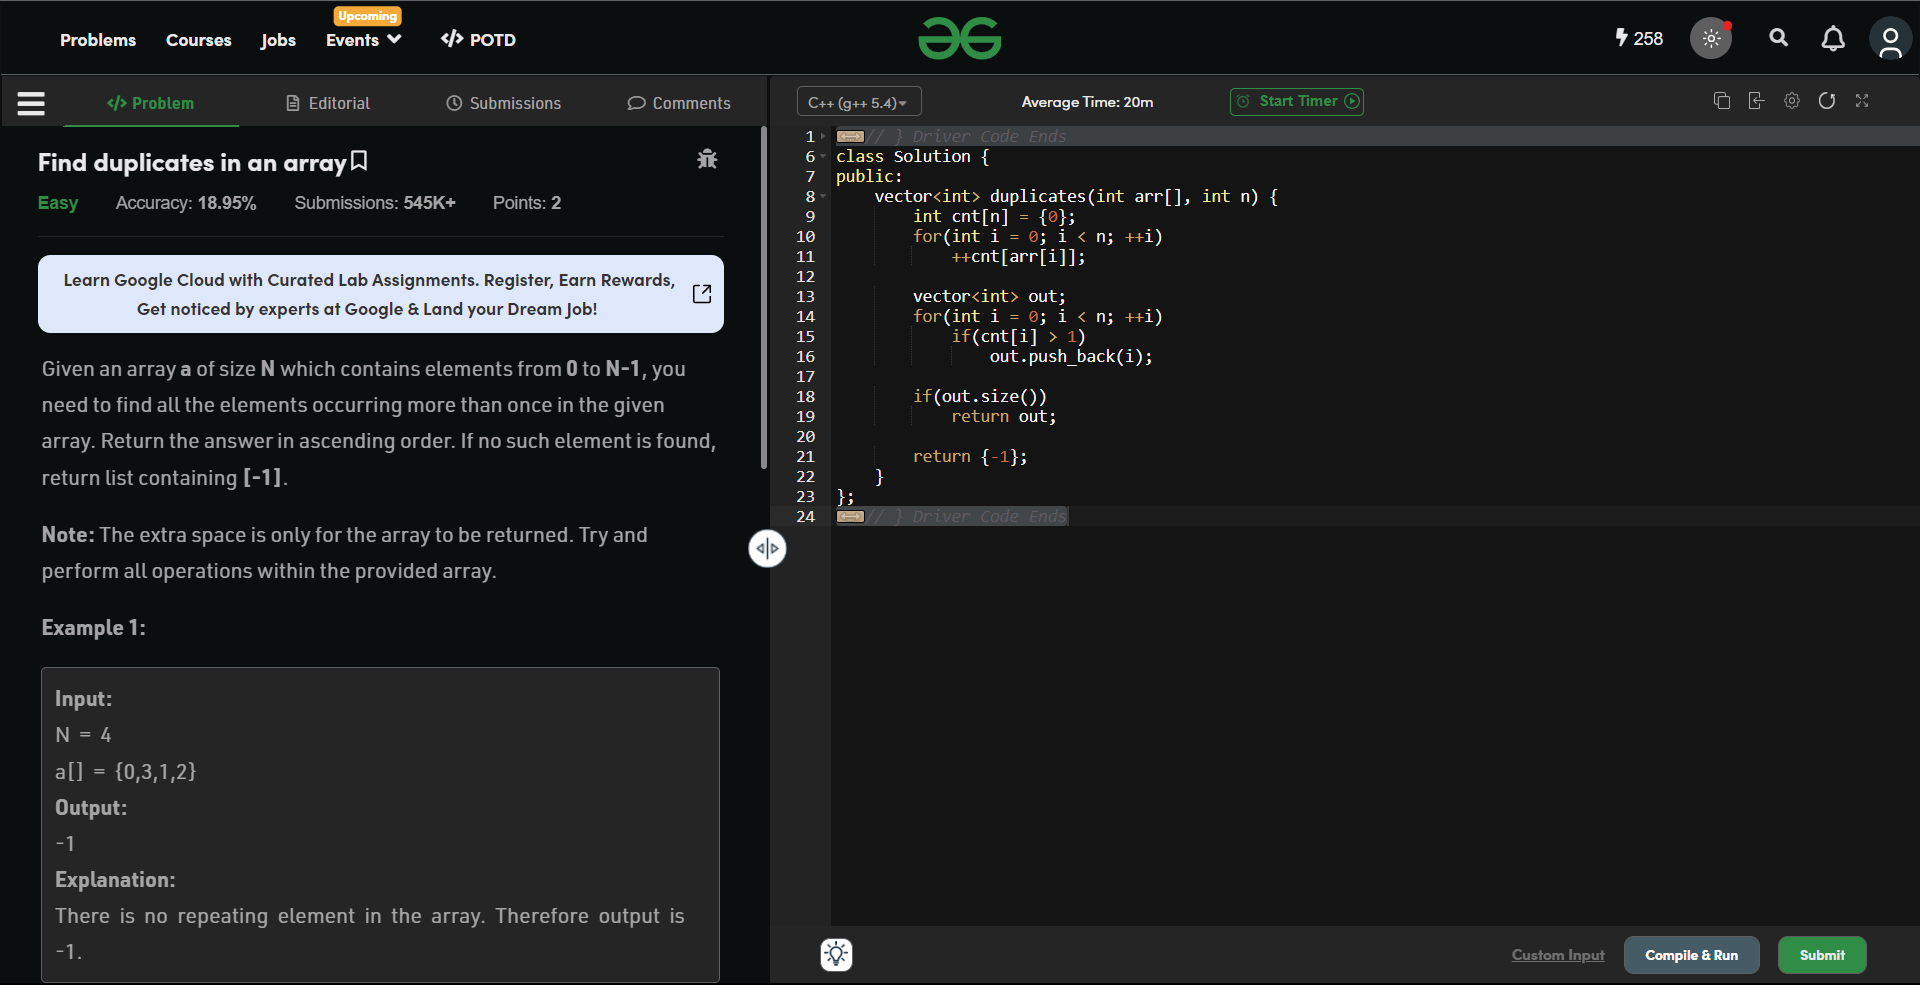 Problems Courses Jobs Events POTD
Upcoming
258
Problem Editorial Submissions Comments
Find duplicates in an array
Easy Accuracy: 18.95% Submissions: 545K+ Points: 2
Learn Google Cloud with Curated Lab Assignments. Register, Earn Rewards,
Get noticed by experts at Google & Land your Dream Job!
Given an array a of size N which contains elements from 0 to N-1, you
need to find all the elements occurring more than once in the given
array. Return the answer in ascending order. If no such element is found,
return list containing [-1].
Note: The extra space is only for the array to be returned. Try and
perform all operations within the provided array.
Example 1:
Input:
N = 4
a[] = {0,3,1,2}
Output:
-1
Explanation:
There is no repeating element in the array. Therefore output is
-1.
C++ (g++ 5.4) Average Time: 20m Start Timer
1 // } Driver Code Ends
6 class Solution {
7 public:
8 vector<int> duplicates(int arr[], int n) {
9 int cnt[n] = {0};
10 for(int i = 0; i < n; ++i)
11 ++cnt[arr[i]];
12
13 vector<int> out;
14 for(int i = 0; i < n; ++i)
15 if(cnt[i] > 1)
16 out.push_back(i);
17
18 if(out.size())
19 return out;
20
21 return {-1};
22 }
23 };
24 // } Driver Code Ends
Custom Input Compile & Run Submit